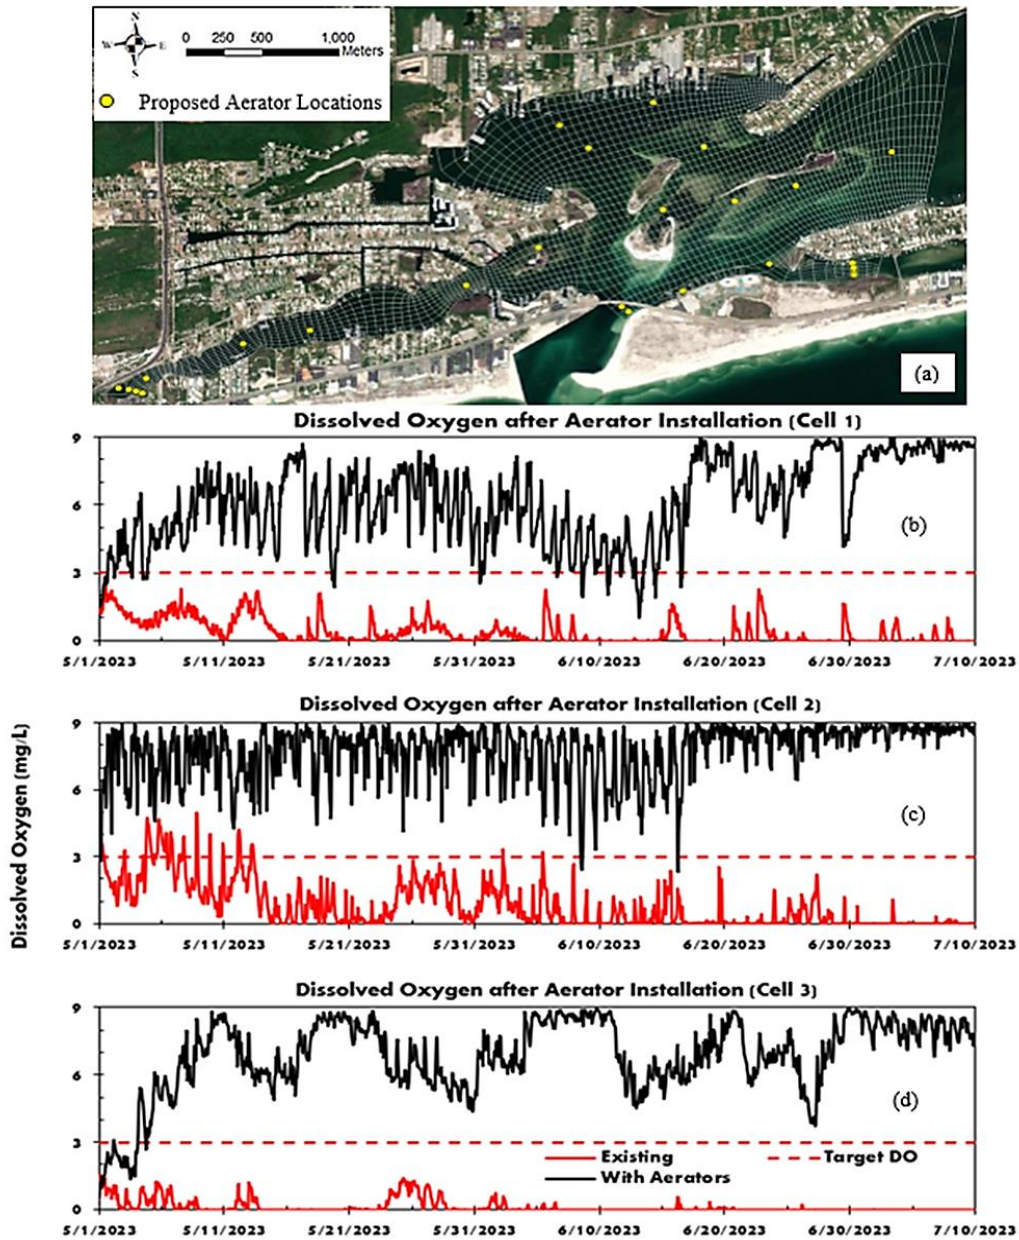 N
W E
S
0 250 500 1,000
Meters
Proposed Aerator Locations
(a)
Dissolved Oxygen (mg/L)
Dissolved Oxygen after Aerator Installation (Cell 1)
9
6
3
0
(b)
5/1/2023 5/11/2023 5/21/2023 5/31/2023 6/10/2023 6/20/2023 6/30/2023 7/10/2023
Dissolved Oxygen after Aerator Installation (Cell 2)
9
6
3
0
(c)
5/1/2023 5/11/2023 5/21/2023 5/31/2023 6/10/2023 6/20/2023 6/30/2023 7/10/2023
Dissolved Oxygen after Aerator Installation (Cell 3)
9
6
3
0
(d)
Existing Target DO
With Aerators
5/1/2023 5/11/2023 5/21/2023 5/31/2023 6/10/2023 6/20/2023 6/30/2023 7/10/2023